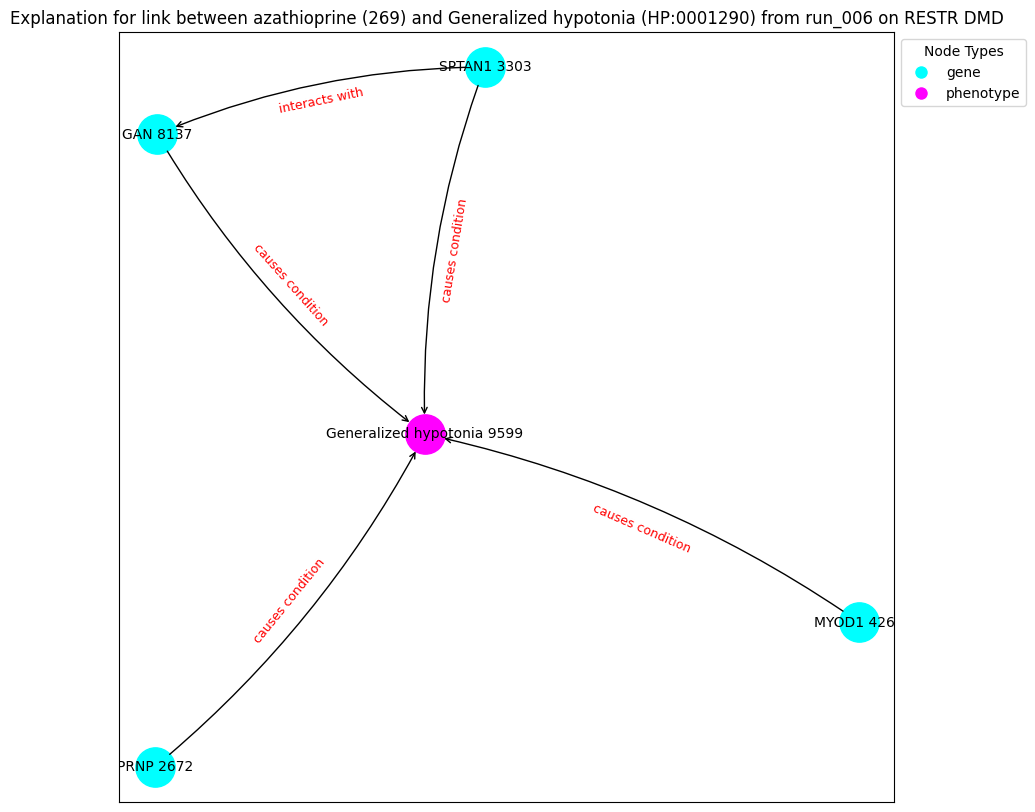 Explanation for link between azathioprine (269) and Generalized hypotonia (HP:0001290) from run_006 on RESTR DMD
Node Types
gene
phenotype
SPTAN1 3303
interacts with
GAN 8137
causes condition
causes condition
Generalized hypotonia 9599
causes condition
causes condition
MYOD1 426
PRNP 2672